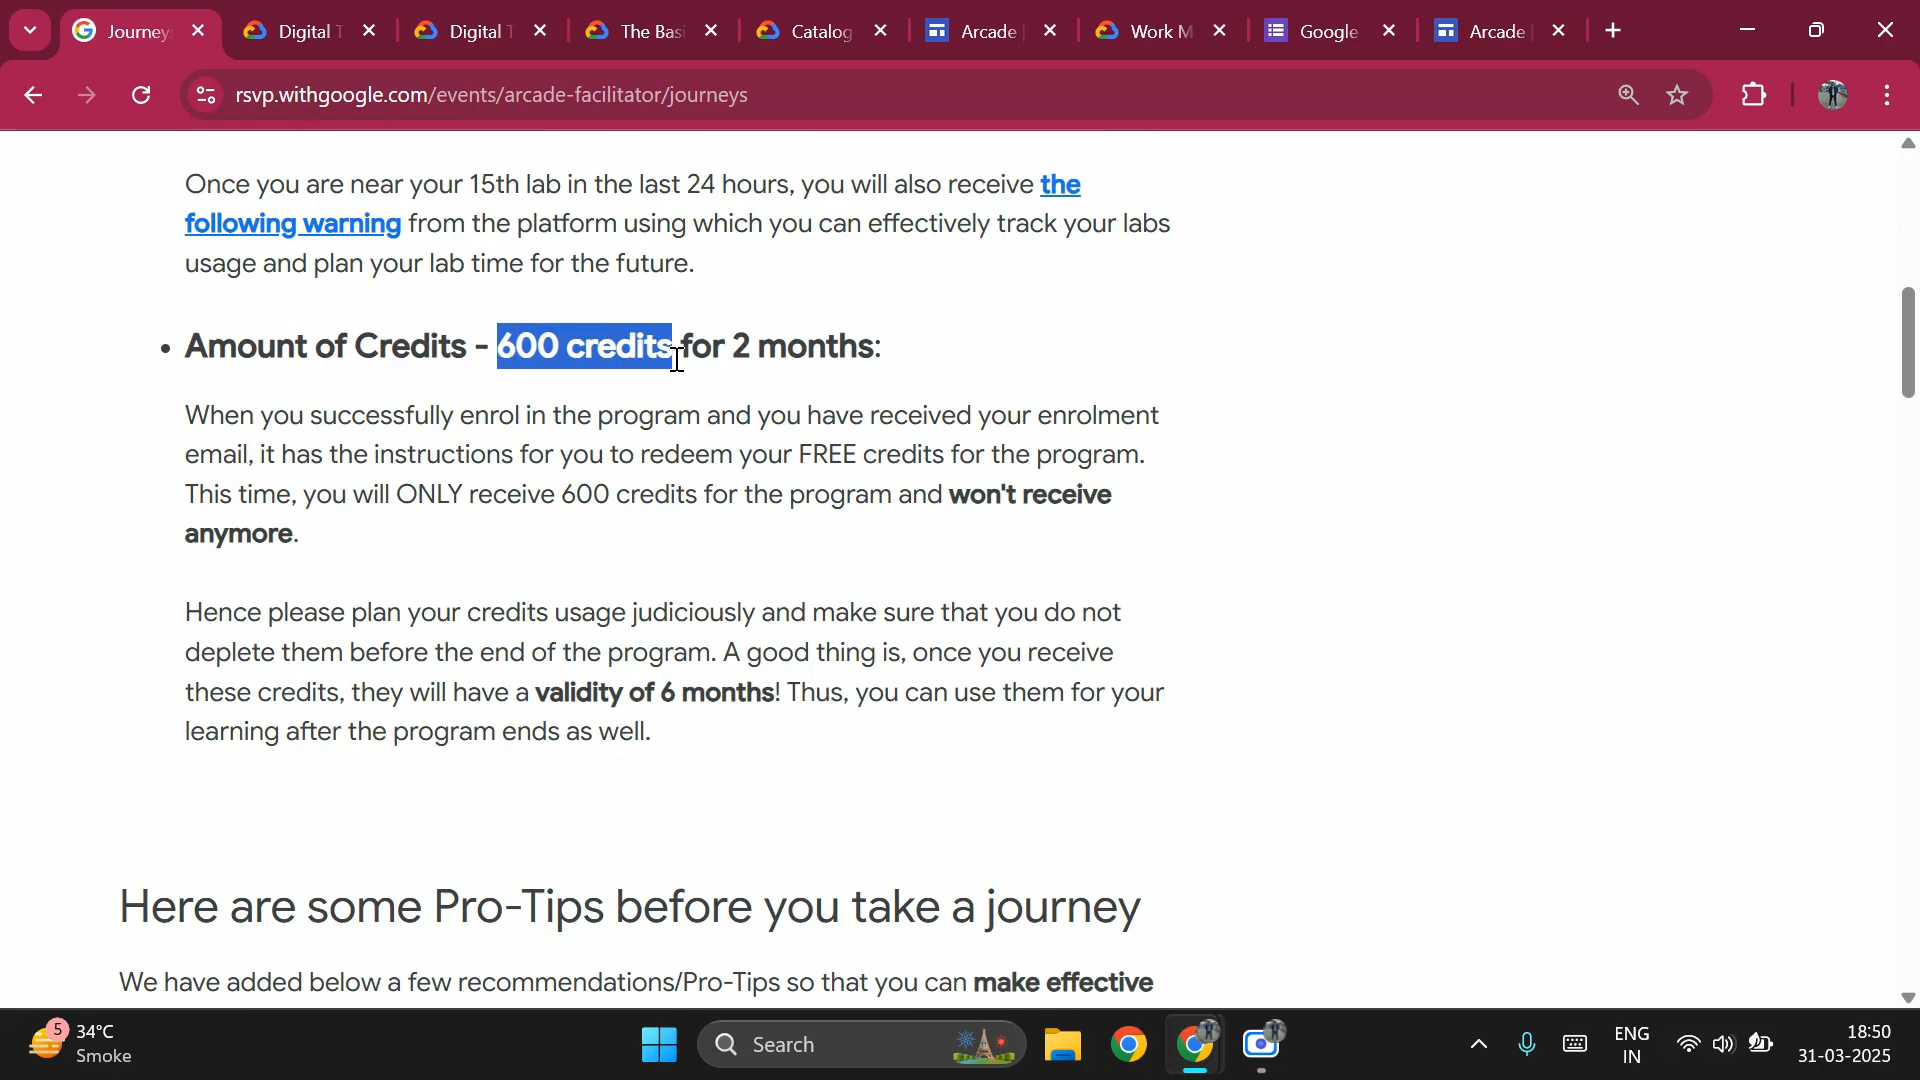 Journey
Digital T
Digital T
The Basi
Catalog
Arcade
Work M
Google
Arcade
rsvp.withgoogle.com/events/arcade-facilitator/journeys
Once you are near your 15th lab in the last 24 hours, you will also receive the
following warning from the platform using which you can effectively track your labs
usage and plan your lab time for the future.
• Amount of Credits - 600 credits for 2 months:
When you successfully enrol in the program and you have received your enrolment
email, it has the instructions for you to redeem your FREE credits for the program.
This time, you will ONLY receive 600 credits for the program and won't receive
anymore.
Hence please plan your credits usage judiciously and make sure that you do not
deplete them before the end of the program. A good thing is, once you receive
these credits, they will have a validity of 6 months! Thus, you can use them for your
learning after the program ends as well.
Here are some Pro-Tips before you take a journey
We have added below a few recommendations/Pro-Tips so that you can make effective
5
34°C
Smoke
Search
ENG
IN
18:50
31-03-2025